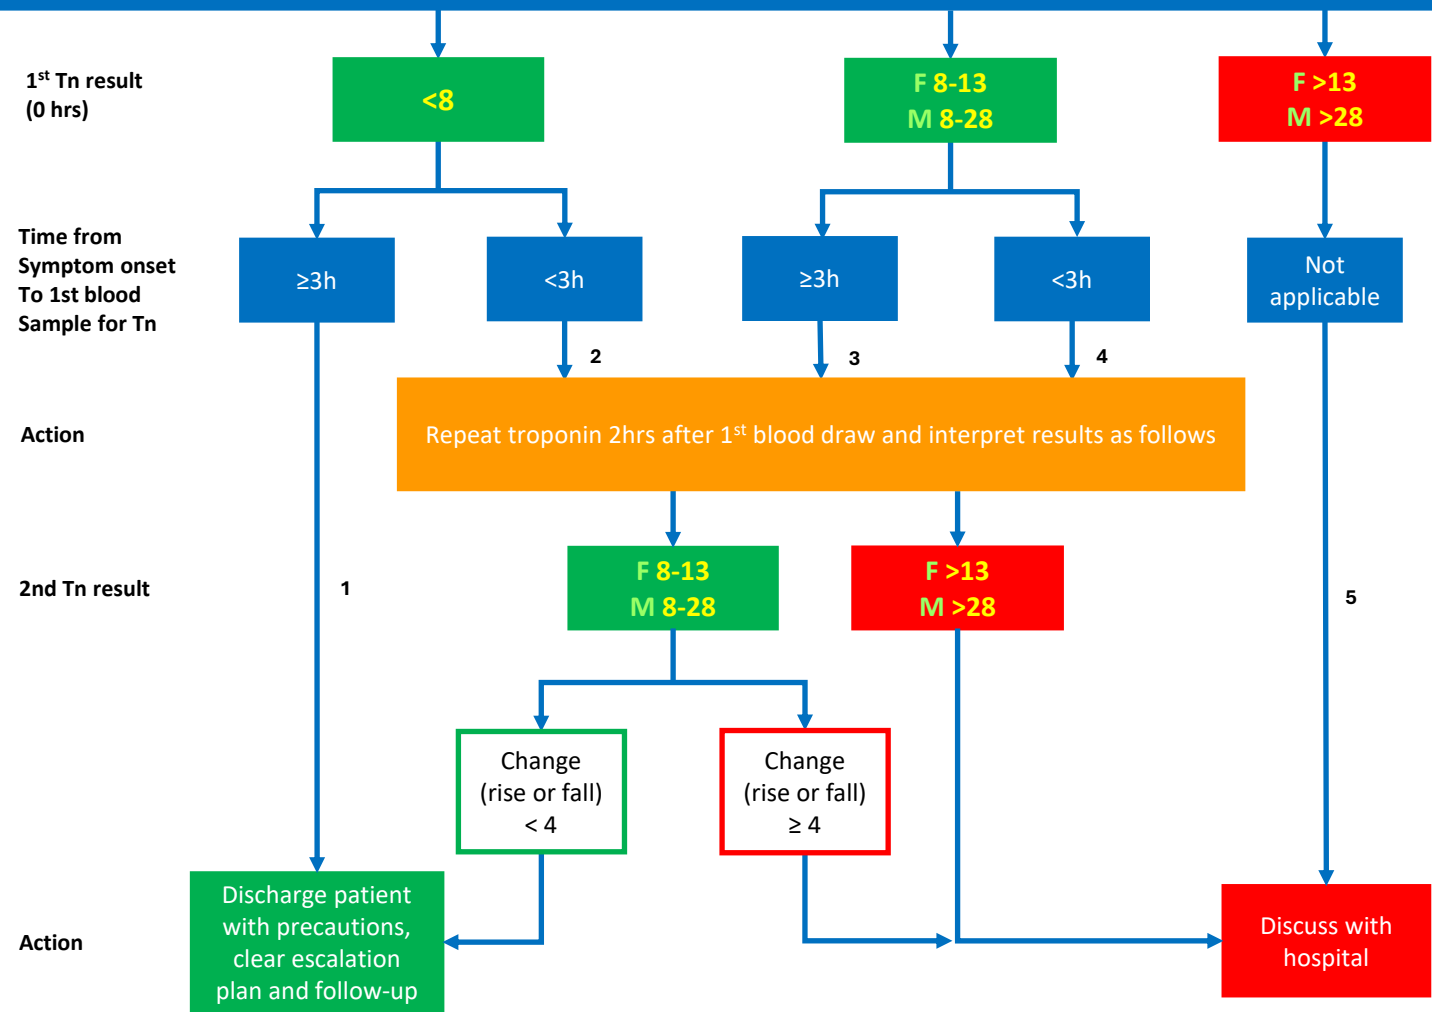 1st Tn result
(0 hrs)
<8
F 8-13
M 8-28
F >13
M >28
Time from
Symptom onset
To 1st blood
Sample for Tn
≥3h
<3h
≥3h
<3h
Not
applicable
2
3
4
Action
Repeat troponin 2hrs after 1st blood draw and interpret results as follows
2nd Tn result
1
F 8-13
M 8-28
F >13
M >28
5
Change
(rise or fall)
< 4
Change
(rise or fall)
≥ 4
Action
Discharge patient
with precautions,
clear escalation
plan and follow-up
Discuss with
hospital